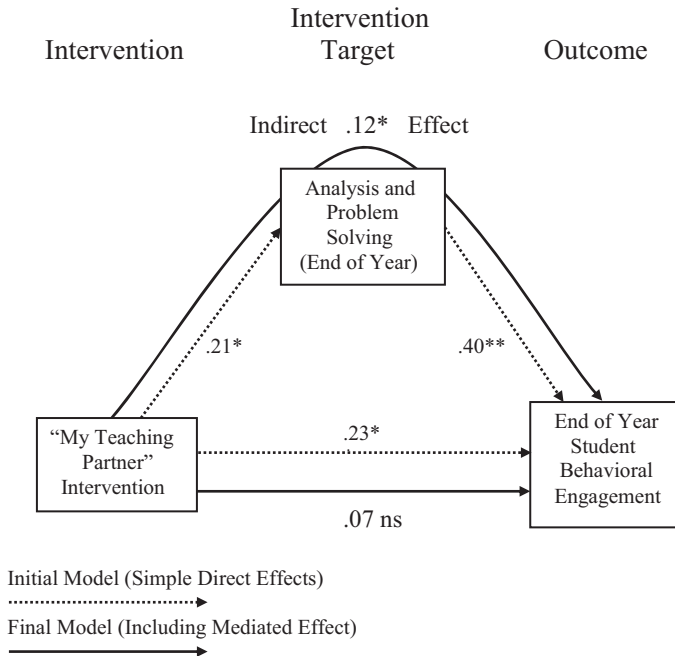 Intervention
Intervention
Target
Outcome
Indirect .12* Effect
Analysis and
Problem
Solving
(End of Year)
.21*
.40**
“My Teaching
Partner”
Intervention
.23*
End of Year
Student
Behavioral
Engagement
.07 ns
Initial Model (Simple Direct Effects)
Final Model (Including Mediated Effect)